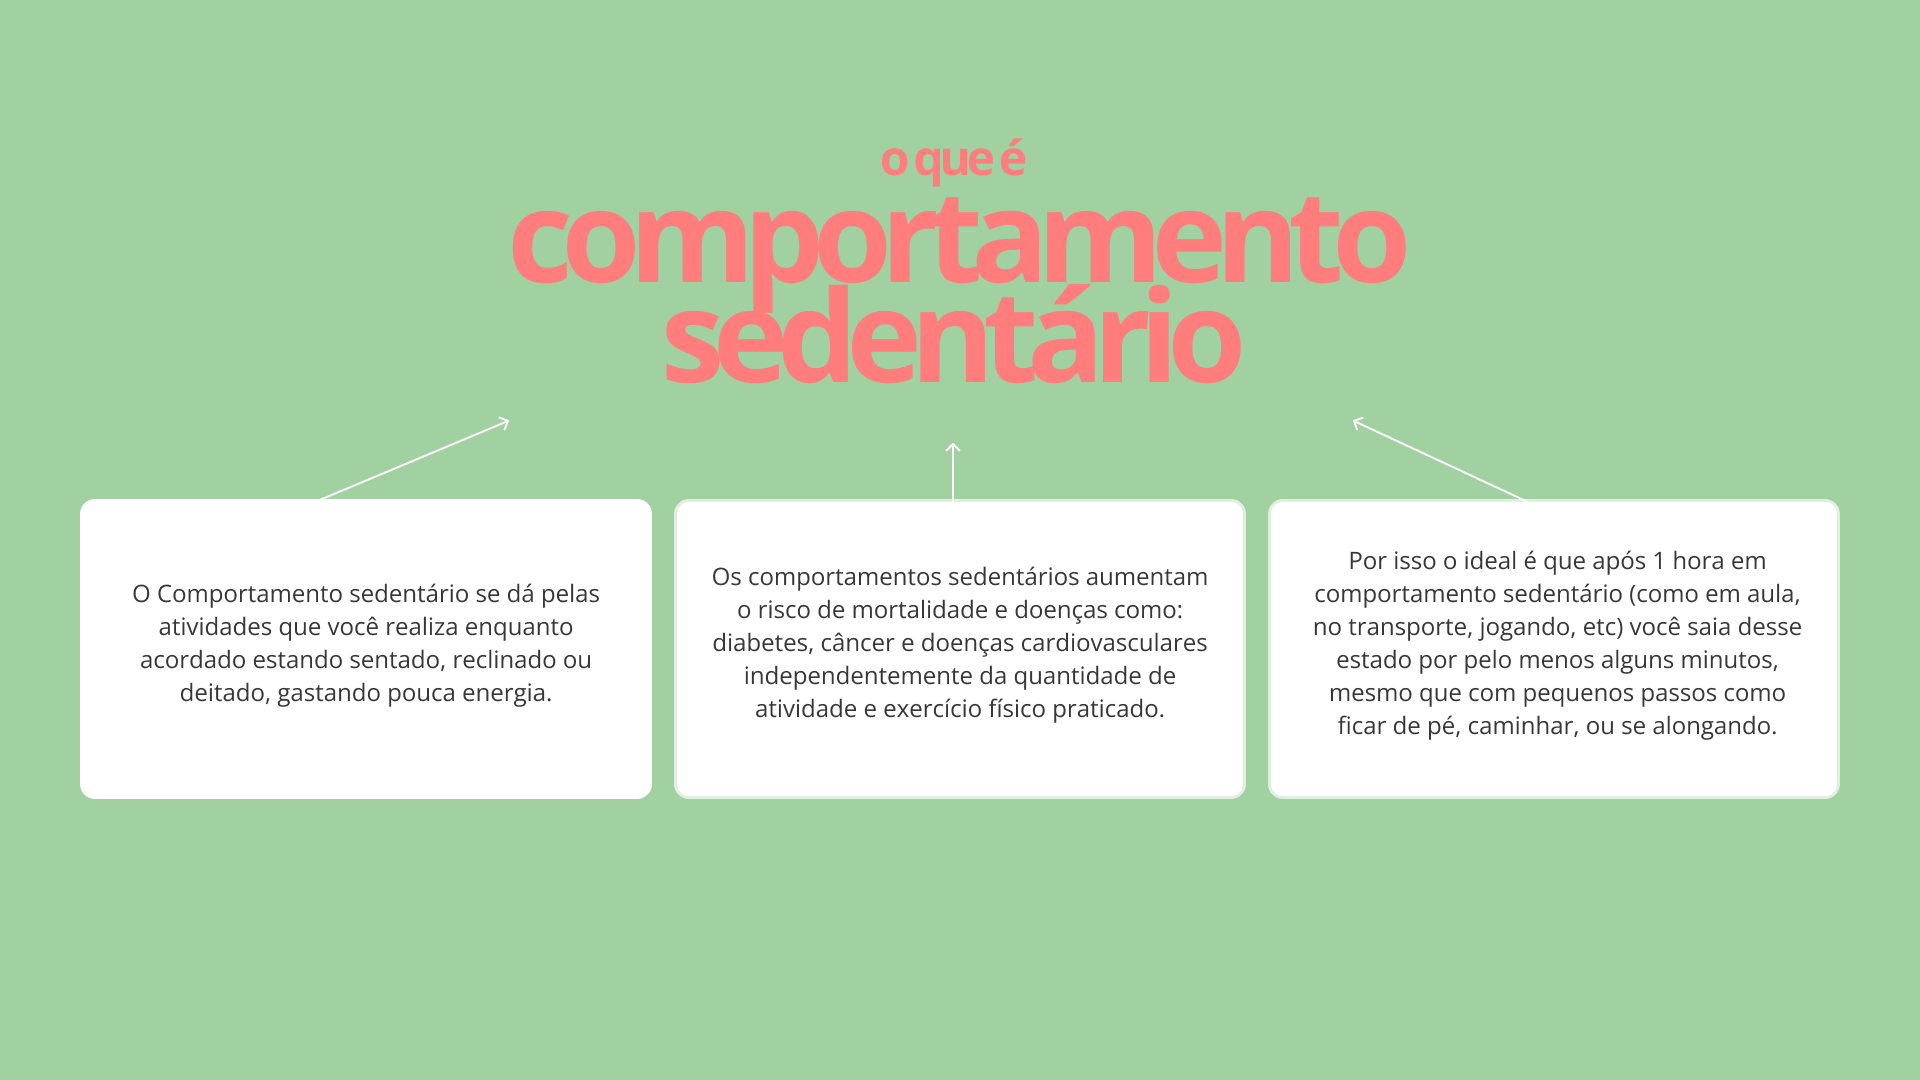 o que é
comportamento
sedentário
O Comportamento sedentário se dá pelas
atividades que você realiza enquanto
acordado estando sentado, reclinado ou
deitado, gastando pouca energia.
Os comportamentos sedentários aumentam
o risco de mortalidade e doenças como:
diabetes, câncer e doenças cardiovasculares
independentemente da quantidade de
atividade e exercício físico praticado.
Por isso o ideal é que após 1 hora em
comportamento sedentário (como em aula,
no transporte, jogando, etc) você saia desse
estado por pelo menos alguns minutos,
mesmo que com pequenos passos como
ficar de pé, caminhar, ou se alongando.